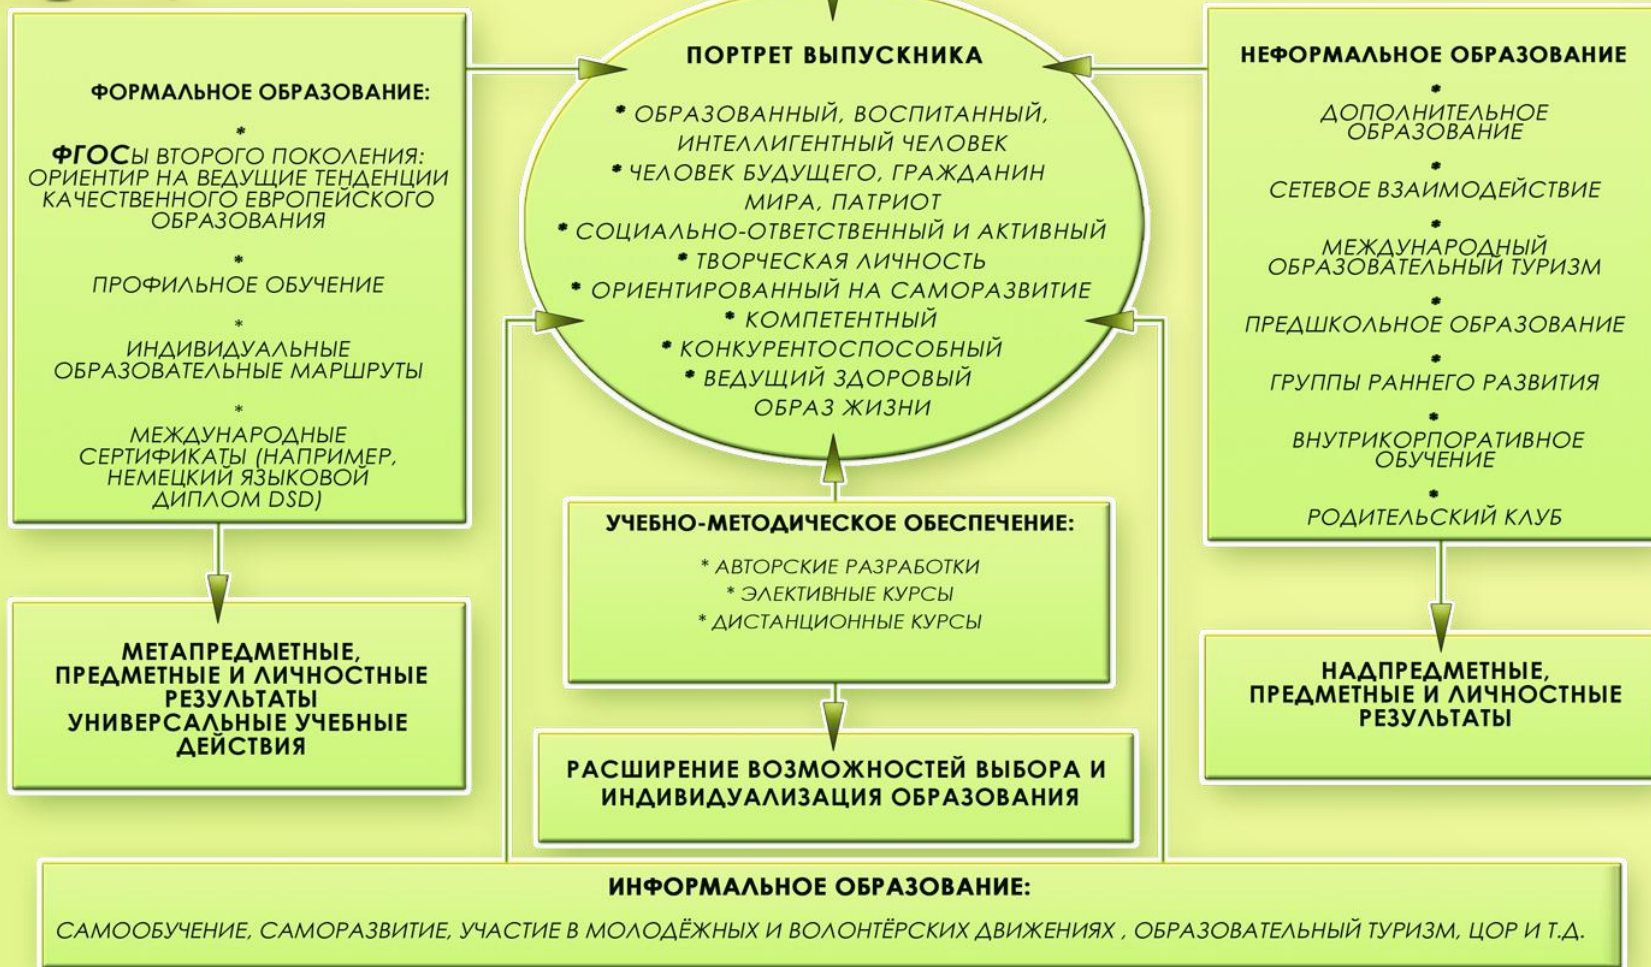 ФОРМАЛЬНОЕ ОБРАЗОВАНИЕ:
*
ФГОСЫ ВТОРОГО ПОКОЛЕНИЯ:
ОРИЕНТИР НА ВЕДУЩИЕ ТЕНДЕНЦИИ
КАЧЕСТВЕННОГО ЕВРОПЕЙСКОГО
ОБРАЗОВАНИЯ
*
ПРОФИЛЬНОЕ ОБУЧЕНИЕ
*
ИНДИВИДУАЛЬНЫЕ
ОБРАЗОВАТЕЛЬНЫЕ МАРШРУТЫ
*
МЕЖДУНАРОДНЫЕ
СЕРТИФИКАТЫ (НАПРИМЕР,
НЕМЕЦКИЙ ЯЗЫКОВОЙ
ДИПЛОМ DSD)
МЕТАПРЕДМЕТНЫЕ,
ПРЕДМЕТНЫЕ И ЛИЧНОСТНЫЕ
РЕЗУЛЬТАТЫ
УНИВЕРСАЛЬНЫЕ УЧЕБНЫЕ
ДЕЙСТВИЯ
ПОРТРЕТ ВЫПУСКНИКА
* ОБРАЗОВАННЫЙ, ВОСПИТАННЫЙ,
ИНТЕЛЛИГЕНТНЫЙ ЧЕЛОВЕК
* ЧЕЛОВЕК БУДУЩЕГО, ГРАЖДАНИН
МИРА, ПАТРИОТ
* СОЦИАЛЬНО-ОТВЕТСТВЕННЫЙ И АКТИВНЫЙ
* ТВОРЧЕСКАЯ ЛИЧНОСТЬ
* ОРИЕНТИРОВАННЫЙ НА САМОРАЗВИТИЕ
* КОМПЕТЕНТНЫЙ
* КОНКУРЕНТОСПОСОБНЫЙ
* ВЕДУЩИЙ ЗДОРОВЫЙ
ОБРАЗ ЖИЗНИ
УЧЕБНО-МЕТОДИЧЕСКОЕ ОБЕСПЕЧЕНИЕ:
* АВТОРСКИЕ РАЗРАБОТКИ
* ЭЛЕКТИВНЫЕ КУРСЫ
* ДИСТАНЦИОННЫЕ КУРСЫ
РАСШИРЕНИЕ ВОЗМОЖНОСТЕЙ ВЫБОРА И
ИНДИВИДУАЛИЗАЦИЯ ОБРАЗОВАНИЯ
НЕФОРМАЛЬНОЕ ОБРАЗОВАНИЕ
*
ДОПОЛНИТЕЛЬНОЕ
ОБРАЗОВАНИЕ
*
СЕТЕВОЕ ВЗАИМОДЕЙСТВИЕ
*
МЕЖДУНАРОДНЫЙ
ОБРАЗОВАТЕЛЬНЫЙ ТУРИЗМ
*
ПРЕДШКОЛЬНОЕ ОБРАЗОВАНИЕ
*
ГРУППЫ РАННЕГО РАЗВИТИЯ
*
ВНУТРИКОРПОРАТИВНОЕ
ОБУЧЕНИЕ
*
РОДИТЕЛЬСКИЙ КЛУБ
НАДПРЕДМЕТНЫЕ,
ПРЕДМЕТНЫЕ И ЛИЧНОСТНЫЕ
РЕЗУЛЬТАТЫ
ИНФОРМАЛЬНОЕ ОБРАЗОВАНИЕ:
САМООБУЧЕНИЕ, САМОРАЗВИТИЕ, УЧАСТИЕ В МОЛОДЁЖНЫХ И ВОЛОНТЁРСКИХ ДВИЖЕНИЯХ , ОБРАЗОВАТЕЛЬНЫЙ ТУРИЗМ, ЦОР И Т.Д.